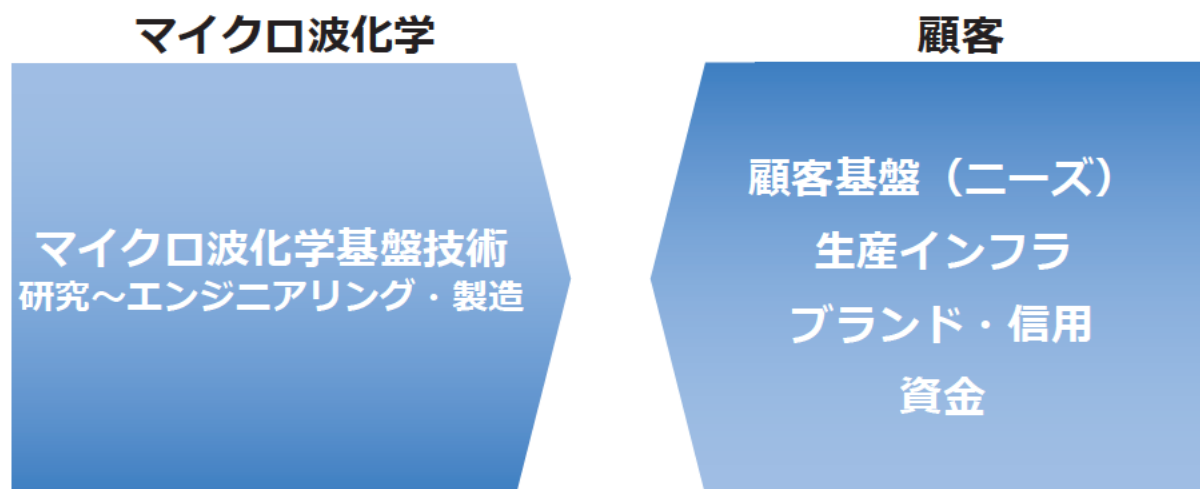 マイクロ波化学
マイクロ波化学基盤技術
研究～エンジニアリング・製造
顧客
顧客基盤（ニーズ）
生産インフラ
ブランド・信用
資金